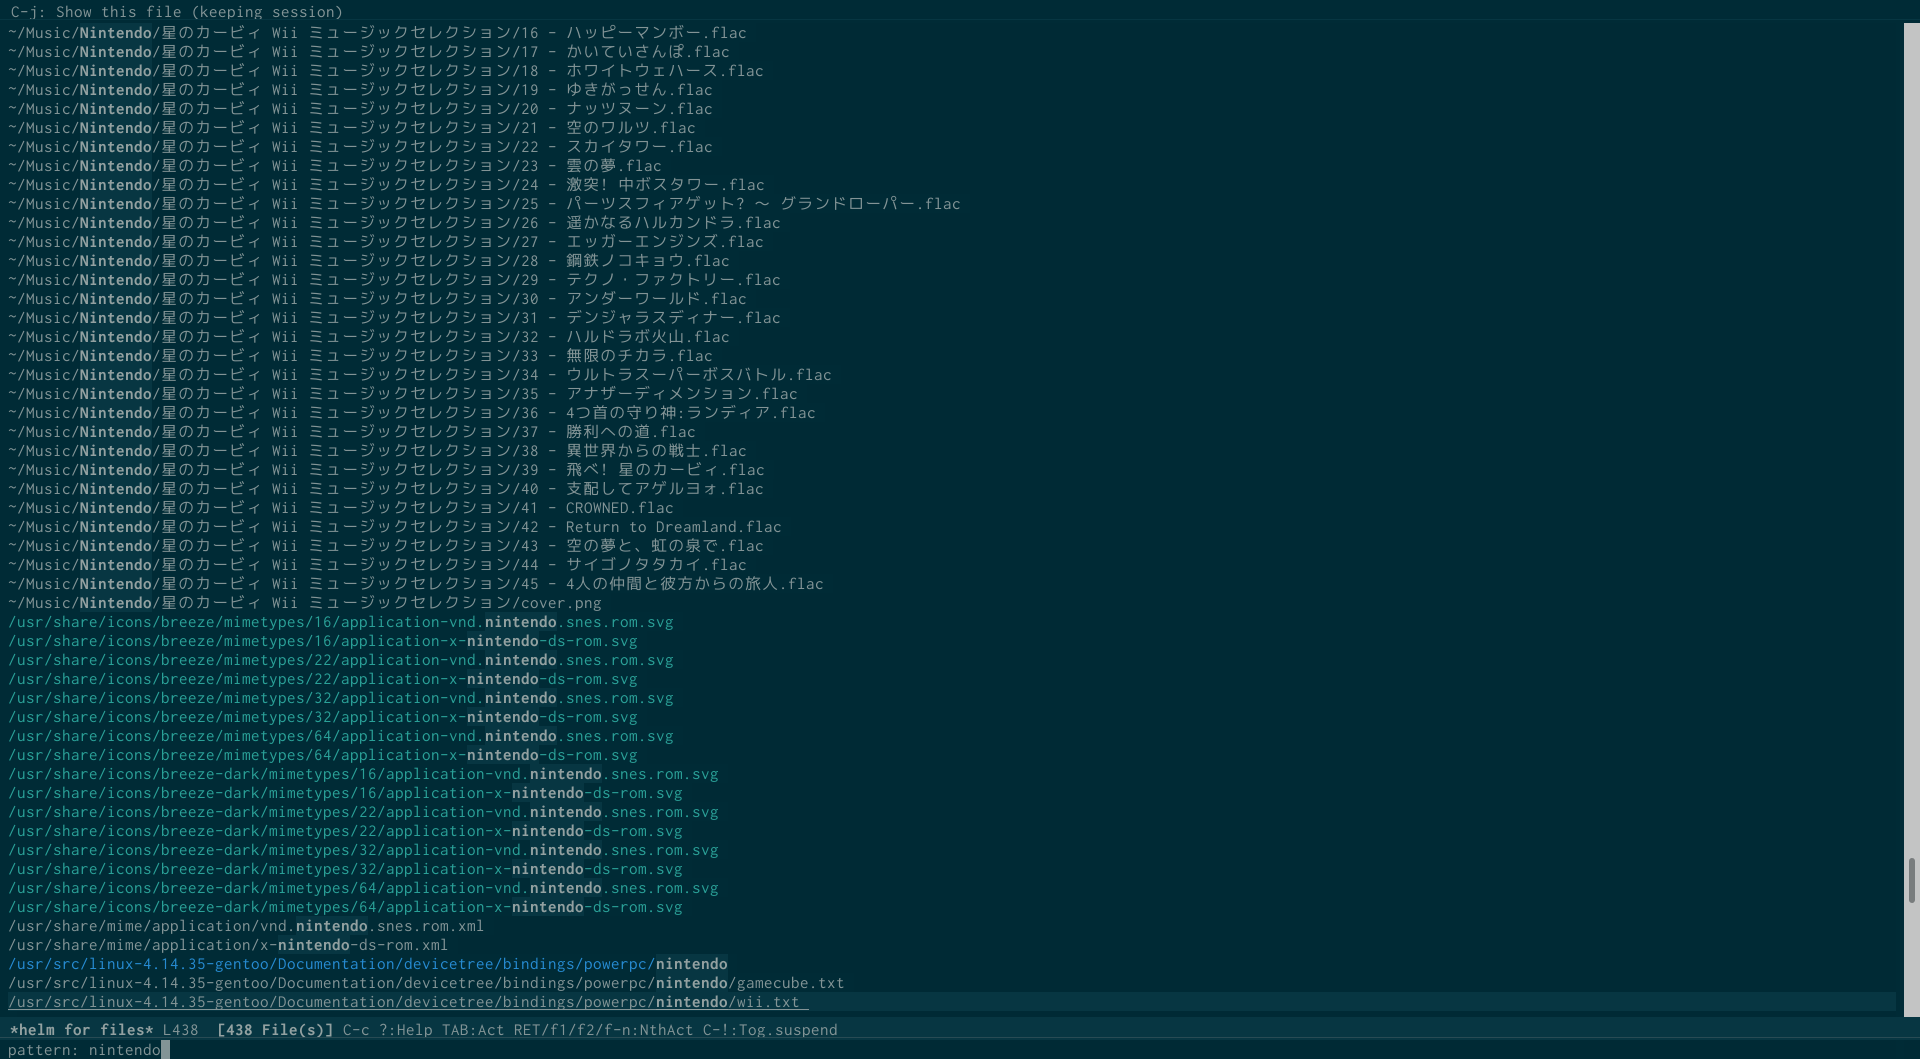 C-j: Show this file (keeping session)
~/Music/Nintendo/星のカービィ Wii ミュージックセレクション/16 - ハッピーマンボー.flac
~/Music/Nintendo/星のカービィ Wii ミュージックセレクション/17 - かいていさんぽ.flac
~/Music/Nintendo/星のカービィ Wii ミュージックセレクション/18 - ホワイトウェハース.flac
~/Music/Nintendo/星のカービィ Wii ミュージックセレクション/19 - ゆきがっせん.flac
~/Music/Nintendo/星のカービィ Wii ミュージックセレクション/20 - ナッツヌーン.flac
~/Music/Nintendo/星のカービィ Wii ミュージックセレクション/21 - 空のワルツ.flac
~/Music/Nintendo/星のカービィ Wii ミュージックセレクション/22 - スカイタワー.flac
~/Music/Nintendo/星のカービィ Wii ミュージックセレクション/23 - 雲の夢.flac
~/Music/Nintendo/星のカービィ Wii ミュージックセレクション/24 - 激突! 中ボスタワー.flac
~/Music/Nintendo/星のカービィ Wii ミュージックセレクション/25 - パーツスフィアゲット? ～ グランドローパー.flac
~/Music/Nintendo/星のカービィ Wii ミュージックセレクション/26 - 遥かなるハルカンドラ.flac
~/Music/Nintendo/星のカービィ Wii ミュージックセレクション/27 - エッガーエンジンズ.flac
~/Music/Nintendo/星のカービィ Wii ミュージックセレクション/28 - 鋼鉄ノコキョウ.flac
~/Music/Nintendo/星のカービィ Wii ミュージックセレクション/29 - テクノ・ファクトリー.flac
~/Music/Nintendo/星のカービィ Wii ミュージックセレクション/30 - アンダーワールド.flac
~/Music/Nintendo/星のカービィ Wii ミュージックセレクション/31 - デンジャラスディナー.flac
~/Music/Nintendo/星のカービィ Wii ミュージックセレクション/32 - ハルドラボ火山.flac
~/Music/Nintendo/星のカービィ Wii ミュージックセレクション/33 - 無限のチカラ.flac
~/Music/Nintendo/星のカービィ Wii ミュージックセレクション/34 - ウルトラスーパーボスバトル.flac
~/Music/Nintendo/星のカービィ Wii ミュージックセレクション/35 - アナザーディメンション.flac
~/Music/Nintendo/星のカービィ Wii ミュージックセレクション/36 - 4つ首の守り神:ランディア.flac
~/Music/Nintendo/星のカービィ Wii ミュージックセレクション/37 - 勝利への道.flac
~/Music/Nintendo/星のカービィ Wii ミュージックセレクション/38 - 異世界からの戦士.flac
~/Music/Nintendo/星のカービィ Wii ミュージックセレクション/39 - 飛べ! 星のカービィ.flac
~/Music/Nintendo/星のカービィ Wii ミュージックセレクション/40 - 支配してアゲルヨォ.flac
~/Music/Nintendo/星のカービィ Wii ミュージックセレクション/41 - CROWNED.flac
~/Music/Nintendo/星のカービィ Wii ミュージックセレクション/42 - Return to Dreamland.flac
~/Music/Nintendo/星のカービィ Wii ミュージックセレクション/43 - 空の夢と、虹の泉で.flac
~/Music/Nintendo/星のカービィ Wii ミュージックセレクション/44 - サイゴノタタカイ.flac
~/Music/Nintendo/星のカービィ Wii ミュージックセレクション/45 - 4人の仲間と彼方からの旅人.flac
~/Music/Nintendo/星のカービィ Wii ミュージックセレクション/cover.png
/usr/share/icons/breeze/mimetypes/16/application-vnd.nintendo.snes.rom.svg
/usr/share/icons/breeze/mimetypes/16/application-x-nintendo-ds-rom.svg
/usr/share/icons/breeze/mimetypes/22/application-vnd.nintendo.snes.rom.svg
/usr/share/icons/breeze/mimetypes/22/application-x-nintendo-ds-rom.svg
/usr/share/icons/breeze/mimetypes/32/application-vnd.nintendo.snes.rom.svg
/usr/share/icons/breeze/mimetypes/32/application-x-nintendo-ds-rom.svg
/usr/share/icons/breeze/mimetypes/64/application-vnd.nintendo.snes.rom.svg
/usr/share/icons/breeze/mimetypes/64/application-x-nintendo-ds-rom.svg
/usr/share/icons/breeze-dark/mimetypes/16/application-vnd.nintendo.snes.rom.svg
/usr/share/icons/breeze-dark/mimetypes/16/application-x-nintendo-ds-rom.svg
/usr/share/icons/breeze-dark/mimetypes/22/application-vnd.nintendo.snes.rom.svg
/usr/share/icons/breeze-dark/mimetypes/22/application-x-nintendo-ds-rom.svg
/usr/share/icons/breeze-dark/mimetypes/32/application-vnd.nintendo.snes.rom.svg
/usr/share/icons/breeze-dark/mimetypes/32/application-x-nintendo-ds-rom.svg
/usr/share/icons/breeze-dark/mimetypes/64/application-vnd.nintendo.snes.rom.svg
/usr/share/icons/breeze-dark/mimetypes/64/application-x-nintendo-ds-rom.svg
/usr/share/mime/application/vnd.nintendo.snes.rom.xml
/usr/share/mime/application/x-nintendo-ds-rom.xml
/usr/src/linux-4.14.35-gentoo/Documentation/devicetree/bindings/powerpc/nintendo
/usr/src/linux-4.14.35-gentoo/Documentation/devicetree/bindings/powerpc/nintendo/gamecube.txt
/usr/src/linux-4.14.35-gentoo/Documentation/devicetree/bindings/powerpc/nintendo/wii.txt
*helm for files* L438  [438 File(s)] C-c ?:Help TAB:Act RET/f1/f2/f-n:NthAct C-!:Tog.suspend
pattern: nintendo